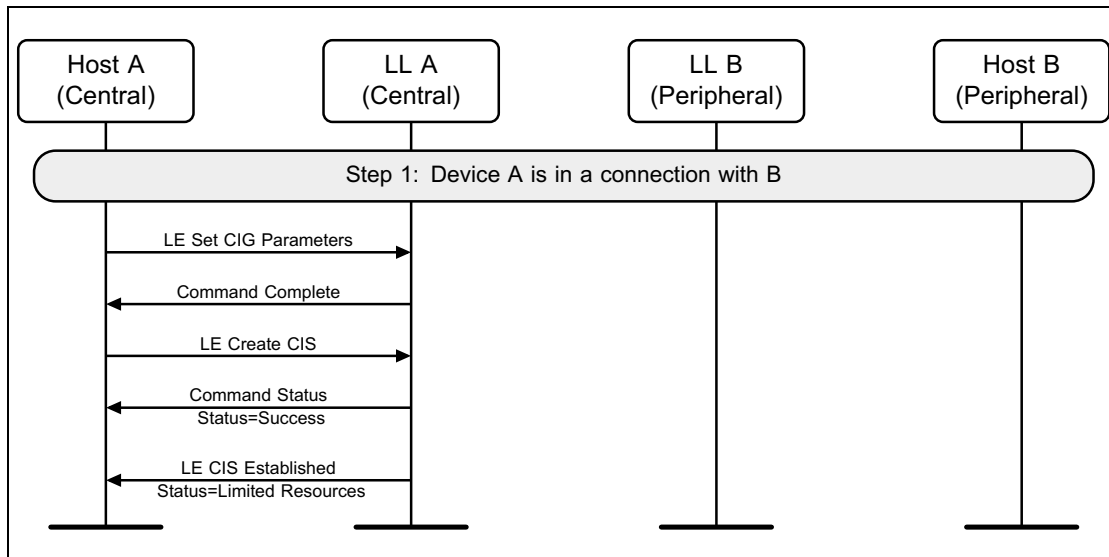 Host A
(Central)
LL A
(Central)
LL B
(Peripheral)
Host B
(Peripheral)
Step 1: Device A is in a connection with B
LE Set CIG Parameters
Command Complete
LE Create CIS
Command Status
Status=Success
LE CIS Established
Status=Limited Resources